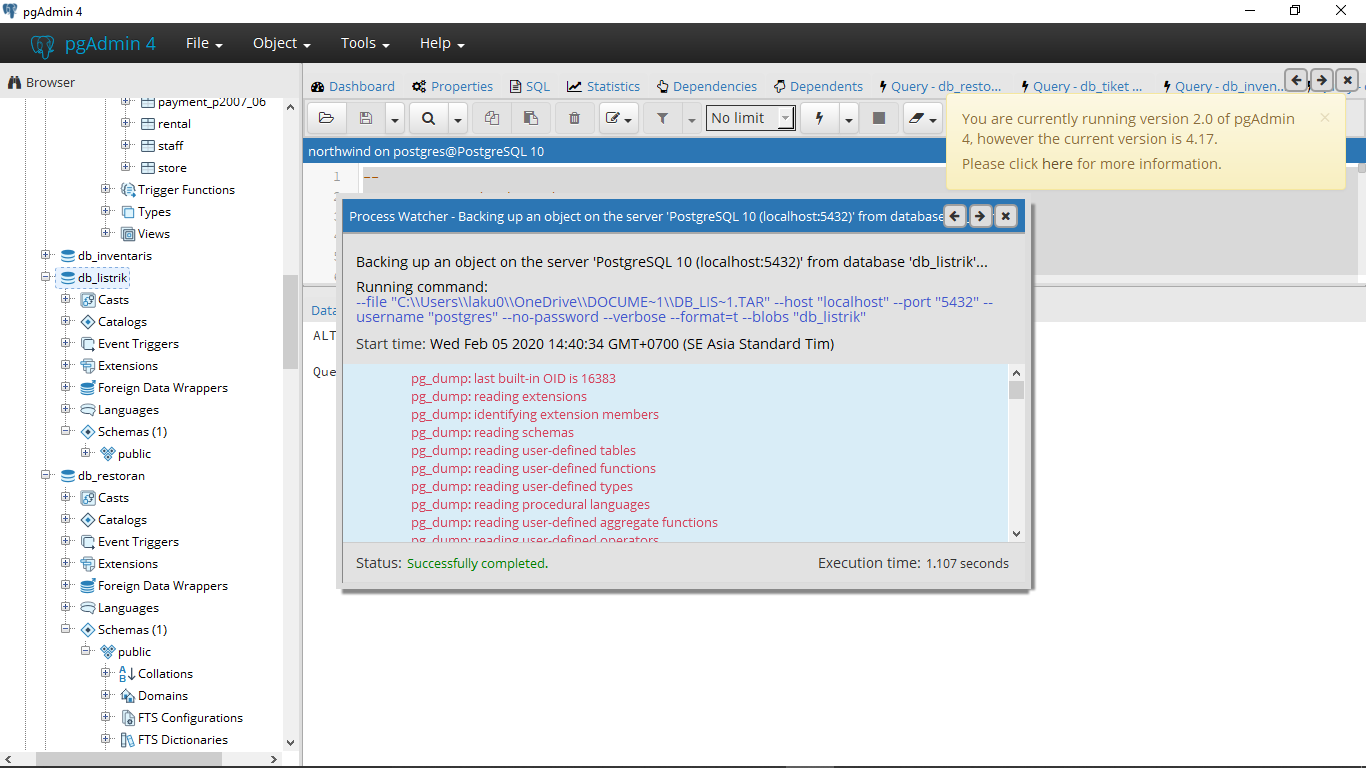 pgAdmin 4
pgAdmin 4 File Object Tools Help
Browser
payment_p2007_06
rental
staff
store
Trigger Functions
Types
Views
db_inventaris
db_listrik
Casts
Catalogs
Event Triggers
Extensions
Foreign Data Wrappers
Languages
Schemas (1)
public
db_restoran
Casts
Catalogs
Event Triggers
Extensions
Foreign Data Wrappers
Languages
Schemas (1)
public
Collations
Domains
FTS Configurations
FTS Dictionaries
Dashboard Properties SQL Statistics Dependencies Dependents Query - db_resto... Query - db_tiket ... Query - db_inven...
No limit
northwind on postgres@PostgreSQL 10
1 --
You are currently running version 2.0 of pgAdmin
4, however the current version is 4.17.
Please click here for more information.
Process Watcher - Backing up an object on the server 'PostgreSQL 10 (localhost:5432)' from database
Backing up an object on the server 'PostgreSQL 10 (localhost:5432)' from database 'db_listrik'...
Running command:
--file "C:\\Users\\laku0\\OneDrive\\DOCUME~1\\DB_LIS~1.TAR" --host "localhost" --port "5432" --
username "postgres" --no-password --verbose --format=t --blobs "db_listrik"
Start time: Wed Feb 05 2020 14:40:34 GMT+0700 (SE Asia Standard Tim)
pg_dump: last built-in OID is 16383
pg_dump: reading extensions
pg_dump: identifying extension members
pg_dump: reading schemas
pg_dump: reading user-defined tables
pg_dump: reading user-defined functions
pg_dump: reading user-defined types
pg_dump: reading procedural languages
pg_dump: reading user-defined aggregate functions
pg_dump: reading user-defined operators
Status: Successfully completed. Execution time: 1.107 seconds
Data
ALT
Que